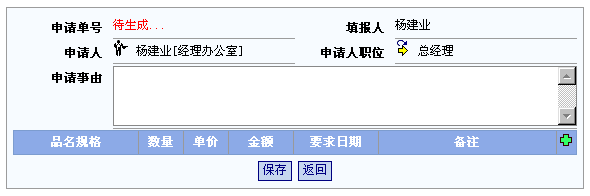 申请单号 待生成... 填报人 杨建业
申请人 杨建业[经理办公室] 申请人职位 总经理
申请事由
品名规格 数量 单价 金额 要求日期 备注
保存 返回